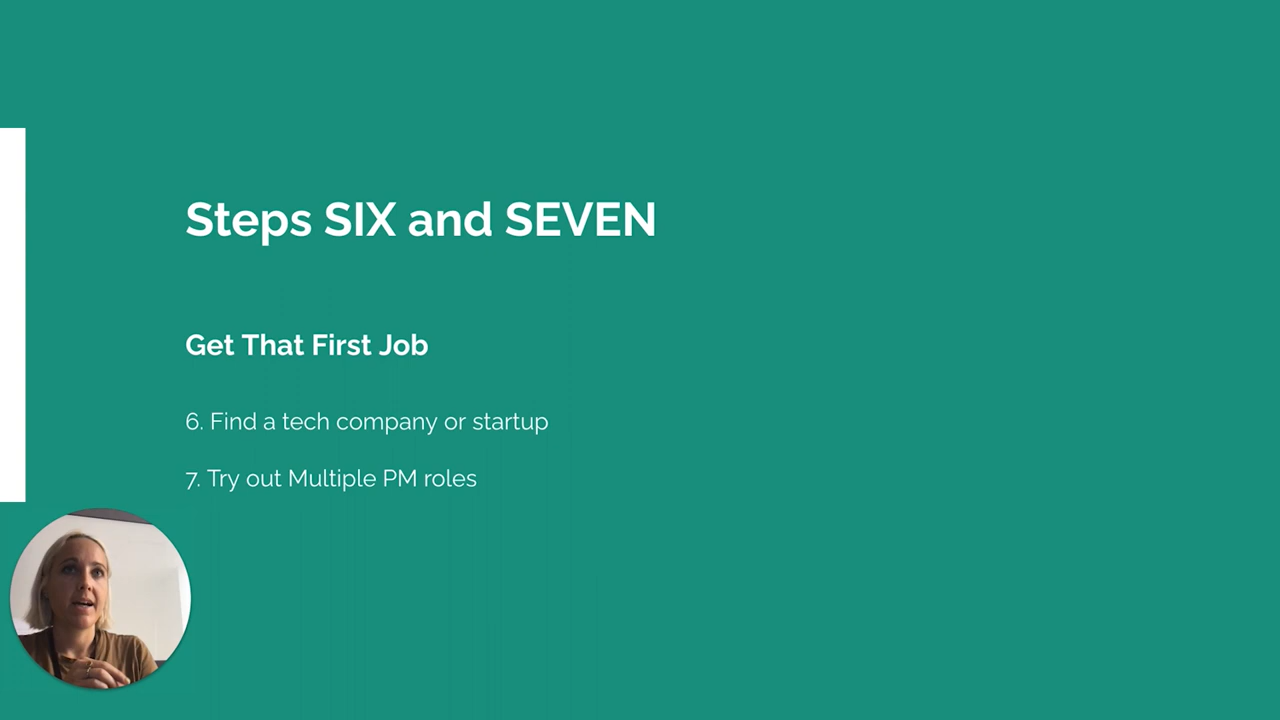 Steps SIX and SEVEN
Get That First Job
6. Find a tech company or startup
7. Try out Multiple PM roles